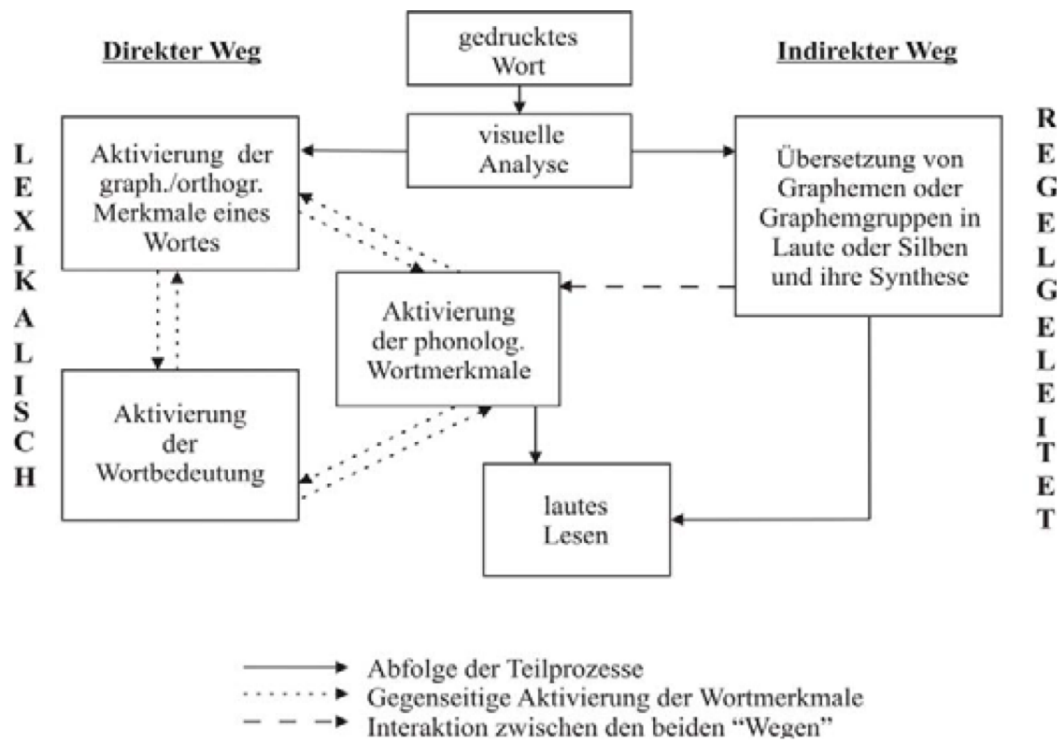 Direkter Weg
gedrucktes
Wort
Indirekter Weg
LEXIKALISCH
Aktivierung der
graph./orthogr.
Merkmale eines
Wortes
visuelle
Analyse
Übersetzung von
Graphemen oder
Graphemgruppen in
Laute oder Silben
und ihre Synthese
REGELGELEITET
Aktivierung
der phonolog.
Wortmerkmale
Aktivierung
der
Wortbedeutung
lautes
Lesen
Abfolge der Teilprozesse
Gegenseitige Aktivierung der Wortmerkmale
Interaktion zwischen den beiden “Wegen”